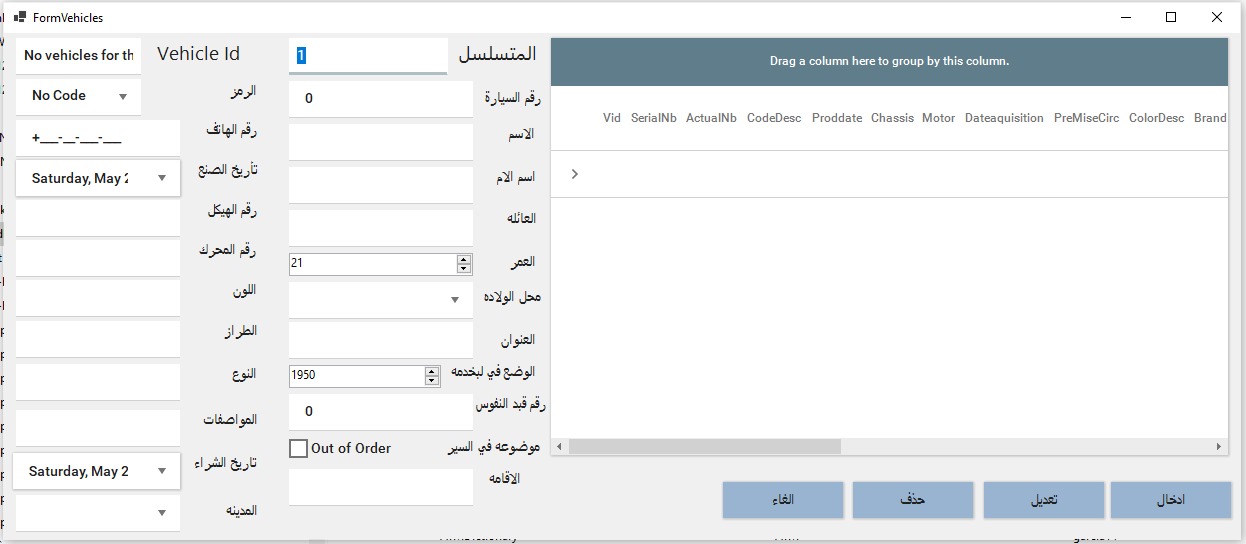 FormVehicles
No vehicles for th
Vehicle Id
1
المتسلسل
No Code
الرمز
0
رقم السيارة
+___-__-___-___
رقم الهاتف
الاسم
Saturday, May 2
تأريخ الصنع
اسم الام
رقم الهيكل
العائله
رقم المحرك
21
العمر
اللون
محل الولاده
الطراز
العنوان
النوع
1950
الوضع في لبخدمه
المواصفات
0
رقم قبد النفوس
Out of Order
موضوعه في السير
Saturday, May 2
تاريخ الشراء
الاقامه
المدينه
Drag a column here to group by this column.
Vid SerialNb ActualNb CodeDesc Proddate Chassis Motor Dateaquisition PreMiseCirc ColorDesc Brand
الغاء
حذف
تعديل
ادخال